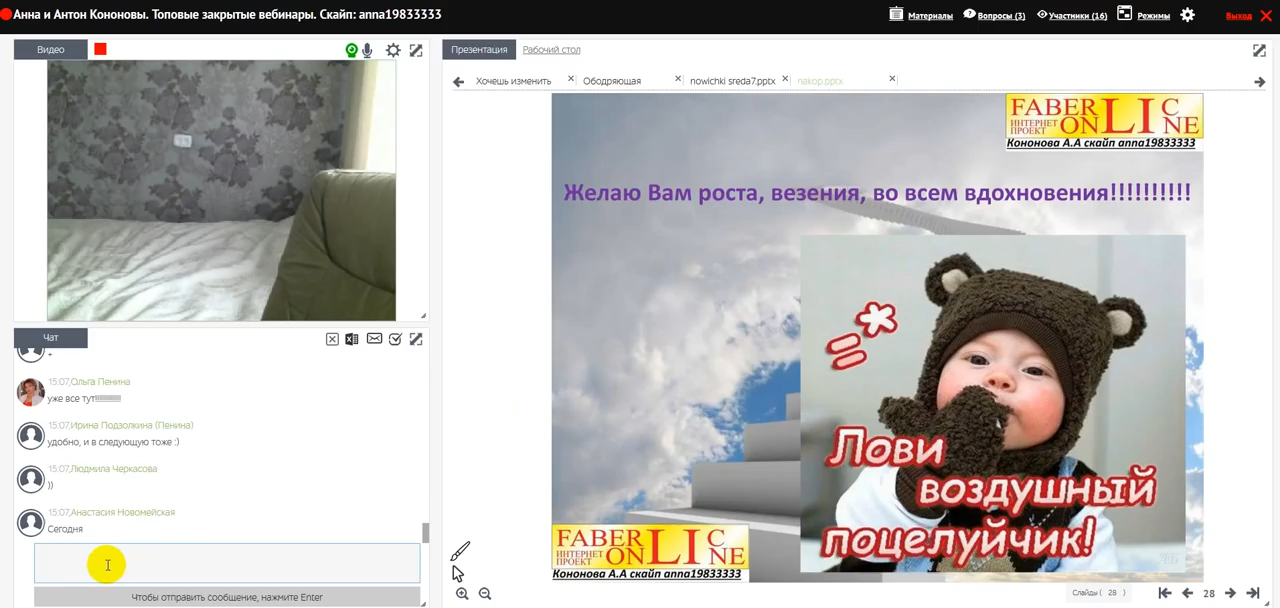 Анна и Антон Кононовы. Топовые закрытые вебинары. Скайп: anna19833333
Материалы
Вопросы (3)
Участники (16)
Режимы
Выход
Видео
Презентация
Рабочий стол
Хочешь изменить
Ободряющая
nowichki sreda7.pptx
nakop.pptx
FABERLIC
ONLINE
ИНТЕРНЕТ
ПРОЕКТ
Кононова А.А скайп anna19833333
Желаю Вам роста, везения, во всем вдохновения!!!!!!!!!!
=*
Лови
воздушный
поцелуйчик!
FABERLIC
ONLINE
ИНТЕРНЕТ
ПРОЕКТ
Кононова А.А скайп anna19833333
Чат
+
15:07,Ольга Пенина
уже все тут!!!!!!!!!!!!!
15:07,Ирина Подзолкина (Пенина)
удобно, и в следующую тоже :)
15:07,Людмила Черкасова
))
15:07,Анастасия Новомейская
Сегодня
Чтобы отправить сообщение, нажмите Enter
Слайды ( 28 )
28